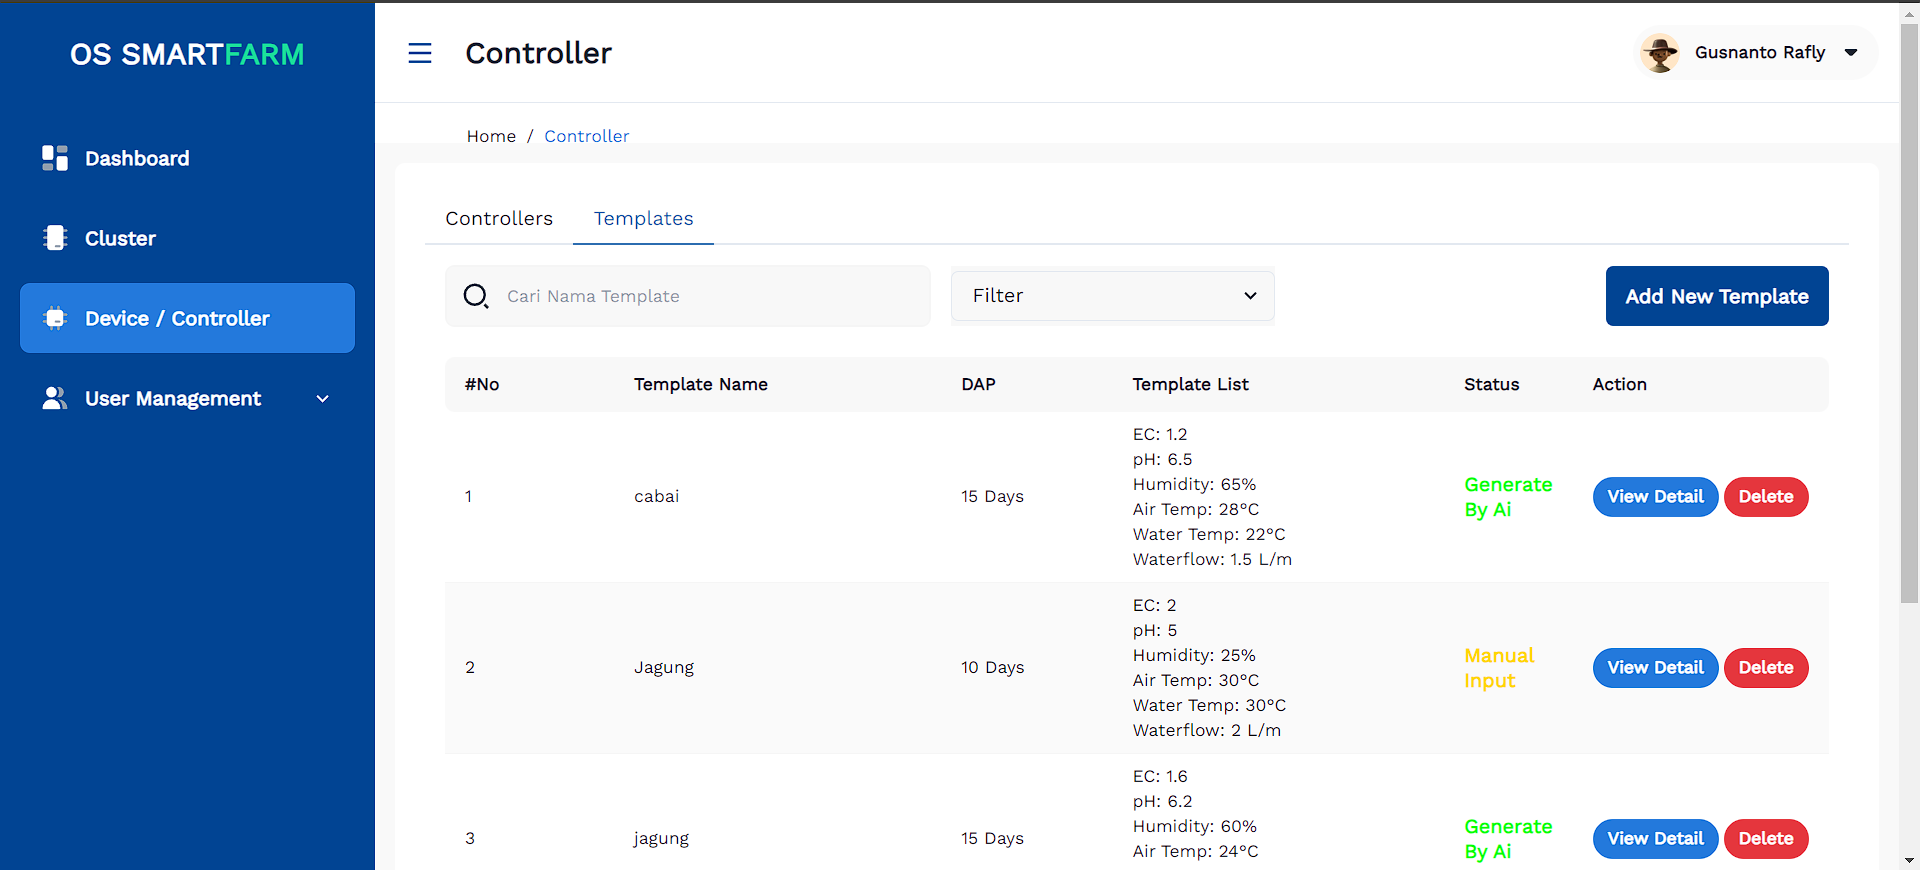 OS SMARTFARM
Dashboard
Cluster
Device / Controller
User Management
Controller
Gusnanto Rafly
Home / Controller
Controllers
Templates
Cari Nama Template
Filter
Add New Template
#No
Template Name
DAP
Template List
Status
Action
1
cabai
15 Days
EC: 1.2
pH: 6.5
Humidity: 65%
Air Temp: 28°C
Water Temp: 22°C
Waterflow: 1.5 L/m
Generate
By Ai
View Detail
Delete
2
Jagung
10 Days
EC: 2
pH: 5
Humidity: 25%
Air Temp: 30°C
Water Temp: 30°C
Waterflow: 2 L/m
Manual
Input
View Detail
Delete
3
jagung
15 Days
EC: 1.6
pH: 6.2
Humidity: 60%
Air Temp: 24°C
Generate
By Ai
View Detail
Delete